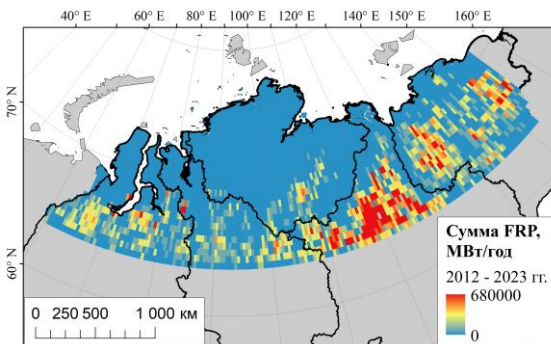 40° E 60° E 80° E 100° E 120° E 140° E 150° E 160° E
70° N
60° N
Сумма FRP,
МВт/год
2012 - 2023 гг.
680000
0
0 250 500 1 000 км